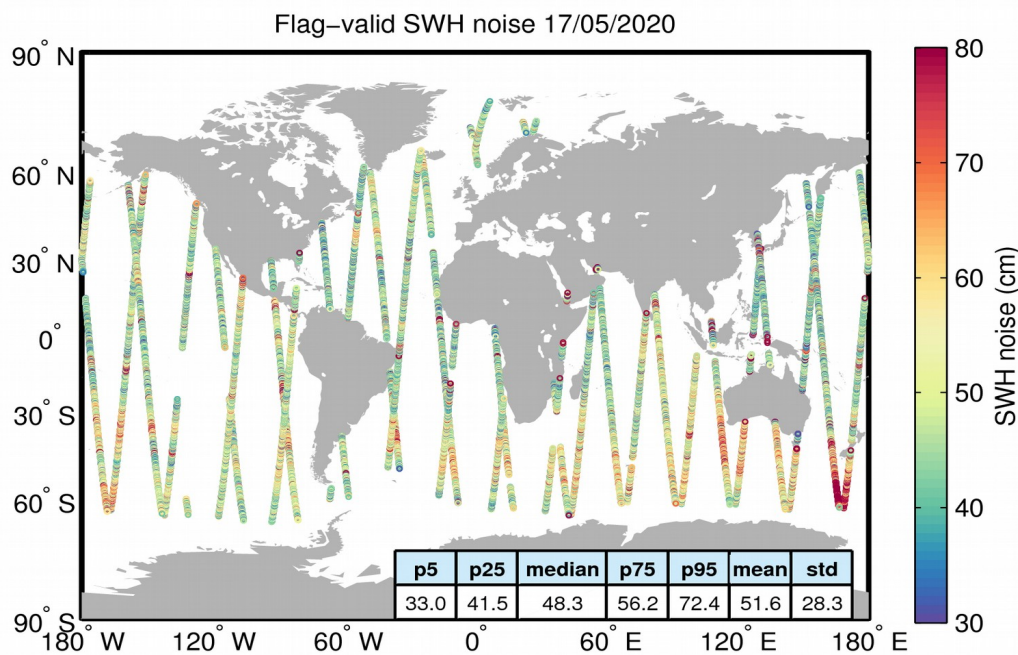 Flag−valid SWH noise 17/05/2020
90° N
60° N
30° N
0°
30° S
60° S
90° S
180° W
120° W
60° W
0°
60° E
120° E
180° E
80
70
60
50
40
30
SWH noise (cm)
p5 p25 median p75 p95 mean std
33.0 41.5 48.3 56.2 72.4 51.6 28.3